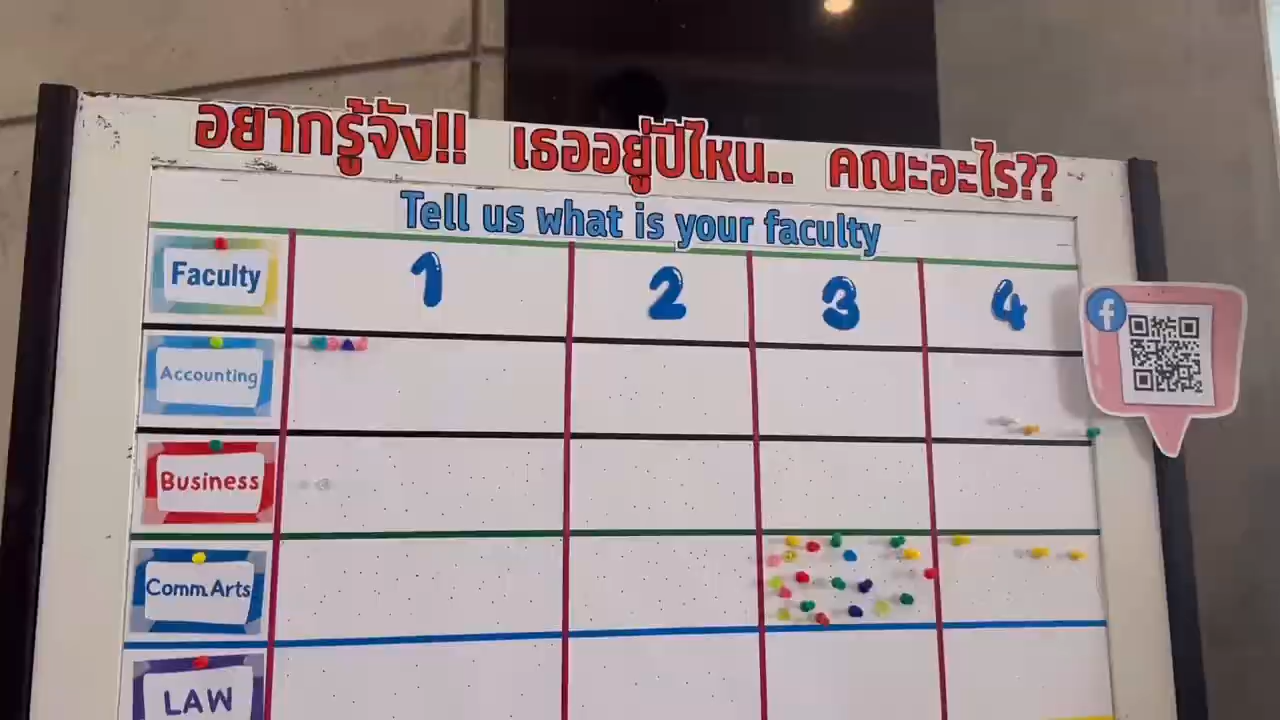 อยากรู้จัง!! เธออยู่ปีไหน.. คณะอะไร??
Tell us what is your faculty
Faculty 1 2 3 4
Accounting
Business
Comm.Arts
LAW